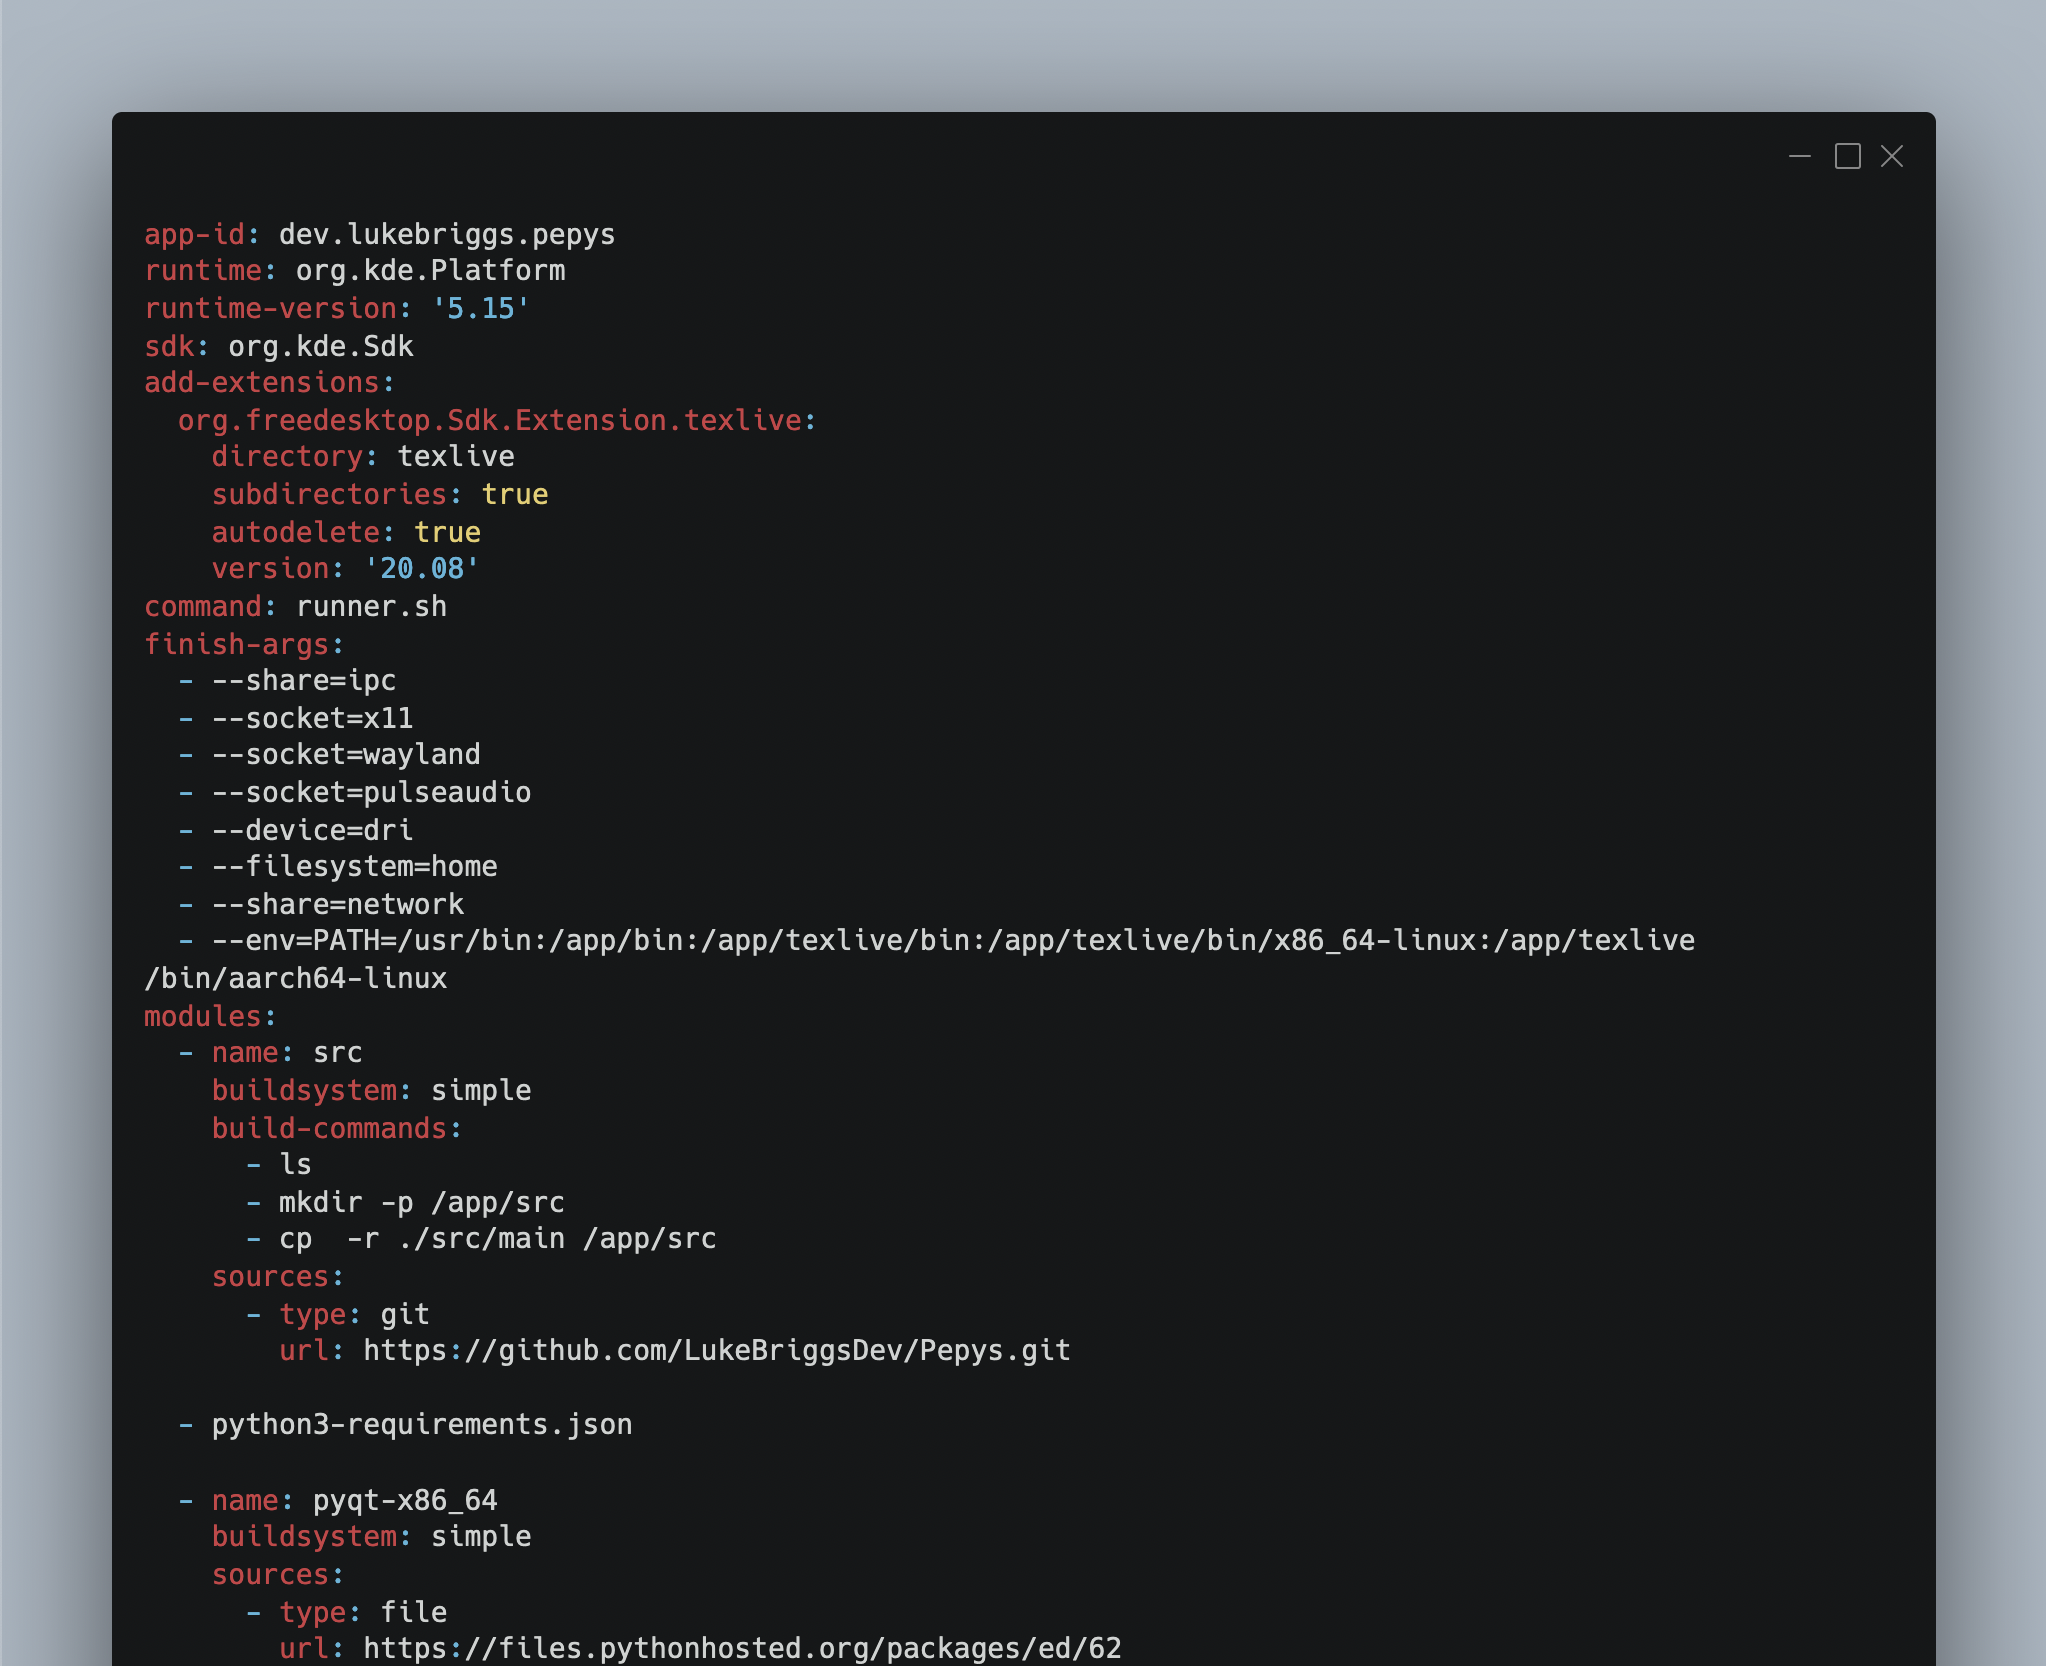 app-id: dev.lukebriggs.pepys
runtime: org.kde.Platform
runtime-version: '5.15'
sdk: org.kde.Sdk
add-extensions:
  org.freedesktop.Sdk.Extension.texlive:
    directory: texlive
    subdirectories: true
    autodelete: true
    version: '20.08'
command: runner.sh
finish-args:
  - --share=ipc
  - --socket=x11
  - --socket=wayland
  - --socket=pulseaudio
  - --device=dri
  - --filesystem=home
  - --share=network
  - --env=PATH=/usr/bin:/app/bin:/app/texlive/bin:/app/texlive/bin/x86_64-linux:/app/texlive
/bin/aarch64-linux
modules:
  - name: src
    buildsystem: simple
    build-commands:
      - ls
      - mkdir -p /app/src
      - cp  -r ./src/main /app/src
    sources:
      - type: git
        url: https://github.com/LukeBriggsDev/Pepys.git

  - python3-requirements.json

  - name: pyqt-x86_64
    buildsystem: simple
    sources:
      - type: file
        url: https://files.pythonhosted.org/packages/ed/62